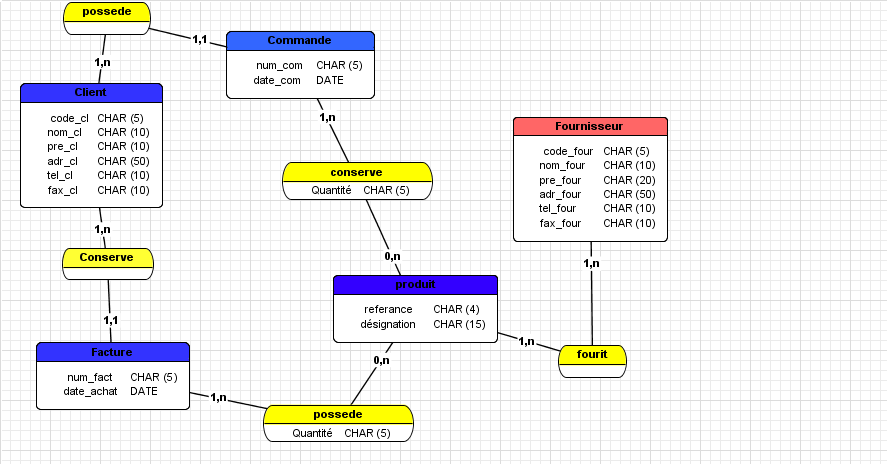 possede
1,1
1,n
Commande
num_com CHAR (5)
date_com DATE
1,n
Client
code_cl CHAR (5)
nom_cl CHAR (10)
pre_cl CHAR (10)
adr_cl CHAR (50)
tel_cl CHAR (10)
fax_cl CHAR (10)
1,n
Fournisseur
code_four CHAR (5)
nom_four CHAR (10)
pre_four CHAR (20)
adr_four CHAR (50)
tel_four CHAR (10)
fax_four CHAR (10)
1,n
conserve
Quantité CHAR (5)
0,n
Conserve
1,1
produit
referance CHAR (4)
désignation CHAR (15)
1,n
0,n
fourit
Facture
num_fact CHAR (5)
date_achat DATE
1,n
possede
Quantité CHAR (5)